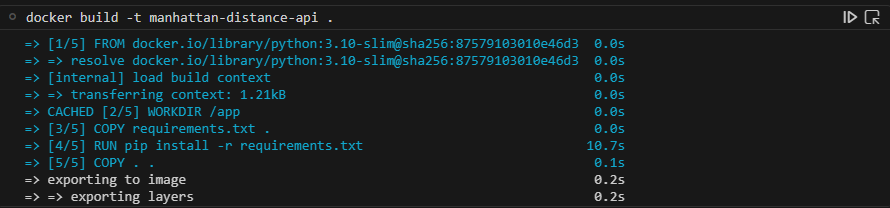 docker build -t manhattan-distance-api .
=> [1/5] FROM docker.io/library/python:3.10-slim@sha256:87579103010e46d3 0.0s
=> => resolve docker.io/library/python:3.10-slim@sha256:87579103010e46d3 0.0s
=> [internal] load build context 0.0s
=> => transferring context: 1.21kB 0.0s
=> CACHED [2/5] WORKDIR /app 0.0s
=> [3/5] COPY requirements.txt . 0.0s
=> [4/5] RUN pip install -r requirements.txt 10.7s
=> [5/5] COPY . . 0.1s
=> exporting to image 0.2s
=> => exporting layers 0.2s